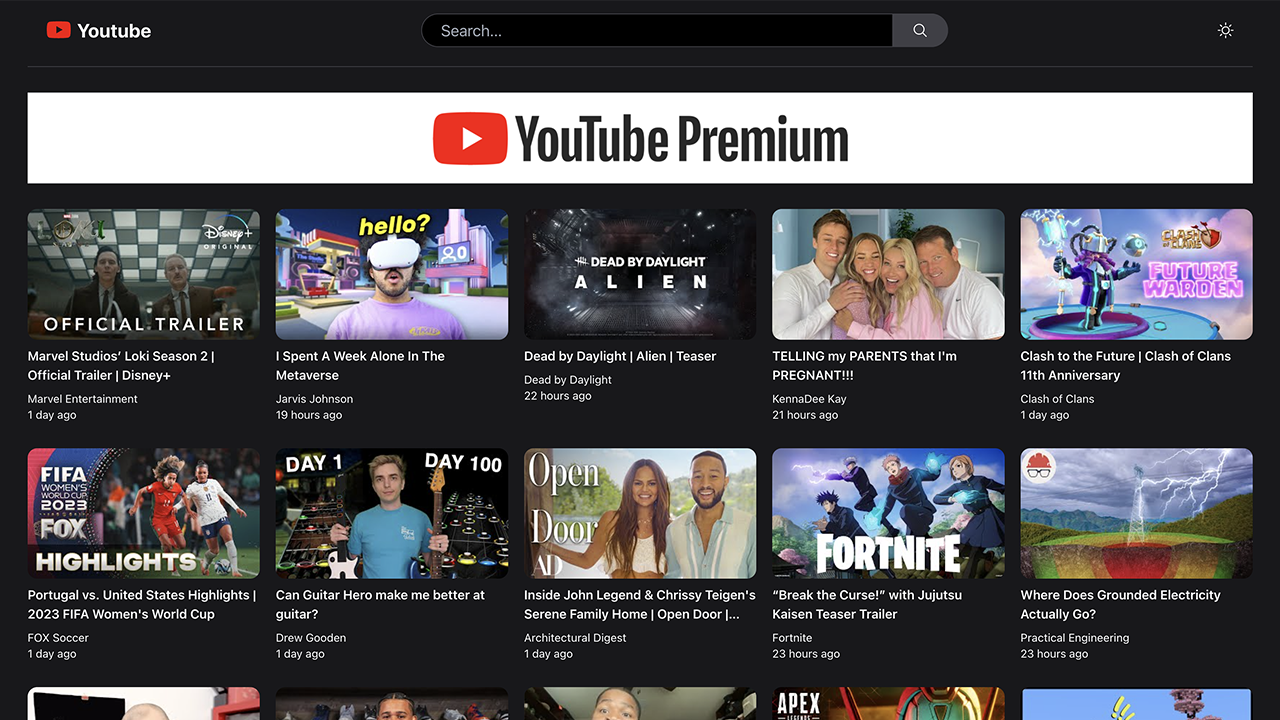 Youtube
Search...
YouTube Premium
LOKI
Disney+
ORIGINAL
OFFICIAL TRAILER
hello?
DEAD BY DAYLIGHT
ALIEN
CLASH OF CLANS
FUTURE
WARDEN
Marvel Studios‘ Loki Season 2 |
Official Trailer | Disney+
Marvel Entertainment
1 day ago
I Spent A Week Alone In The
Metaverse
Jarvis Johnson
19 hours ago
Dead by Daylight | Alien | Teaser
Dead by Daylight
22 hours ago
TELLING my PARENTS that I'm
PREGNANT!!!
KennaDee Kay
21 hours ago
Clash to the Future | Clash of Clans
11th Anniversary
Clash of Clans
1 day ago
FIFA
WOMEN'S
WORLD CUP
2023
FOX
HIGHLIGHTS
DAY 1
DAY 100
Open
Door
AD
FORTNITE
Portugal vs. United States Highlights |
2023 FIFA Women's World Cup
FOX Soccer
1 day ago
Can Guitar Hero make me better at
guitar?
Drew Gooden
1 day ago
Inside John Legend & Chrissy Teigen's
Serene Family Home | Open Door |...
Architectural Digest
1 day ago
“Break the Curse!” with Jujutsu
Kaisen Teaser Trailer
Fortnite
23 hours ago
Where Does Grounded Electricity
Actually Go?
Practical Engineering
23 hours ago
APEX
LEGENDS